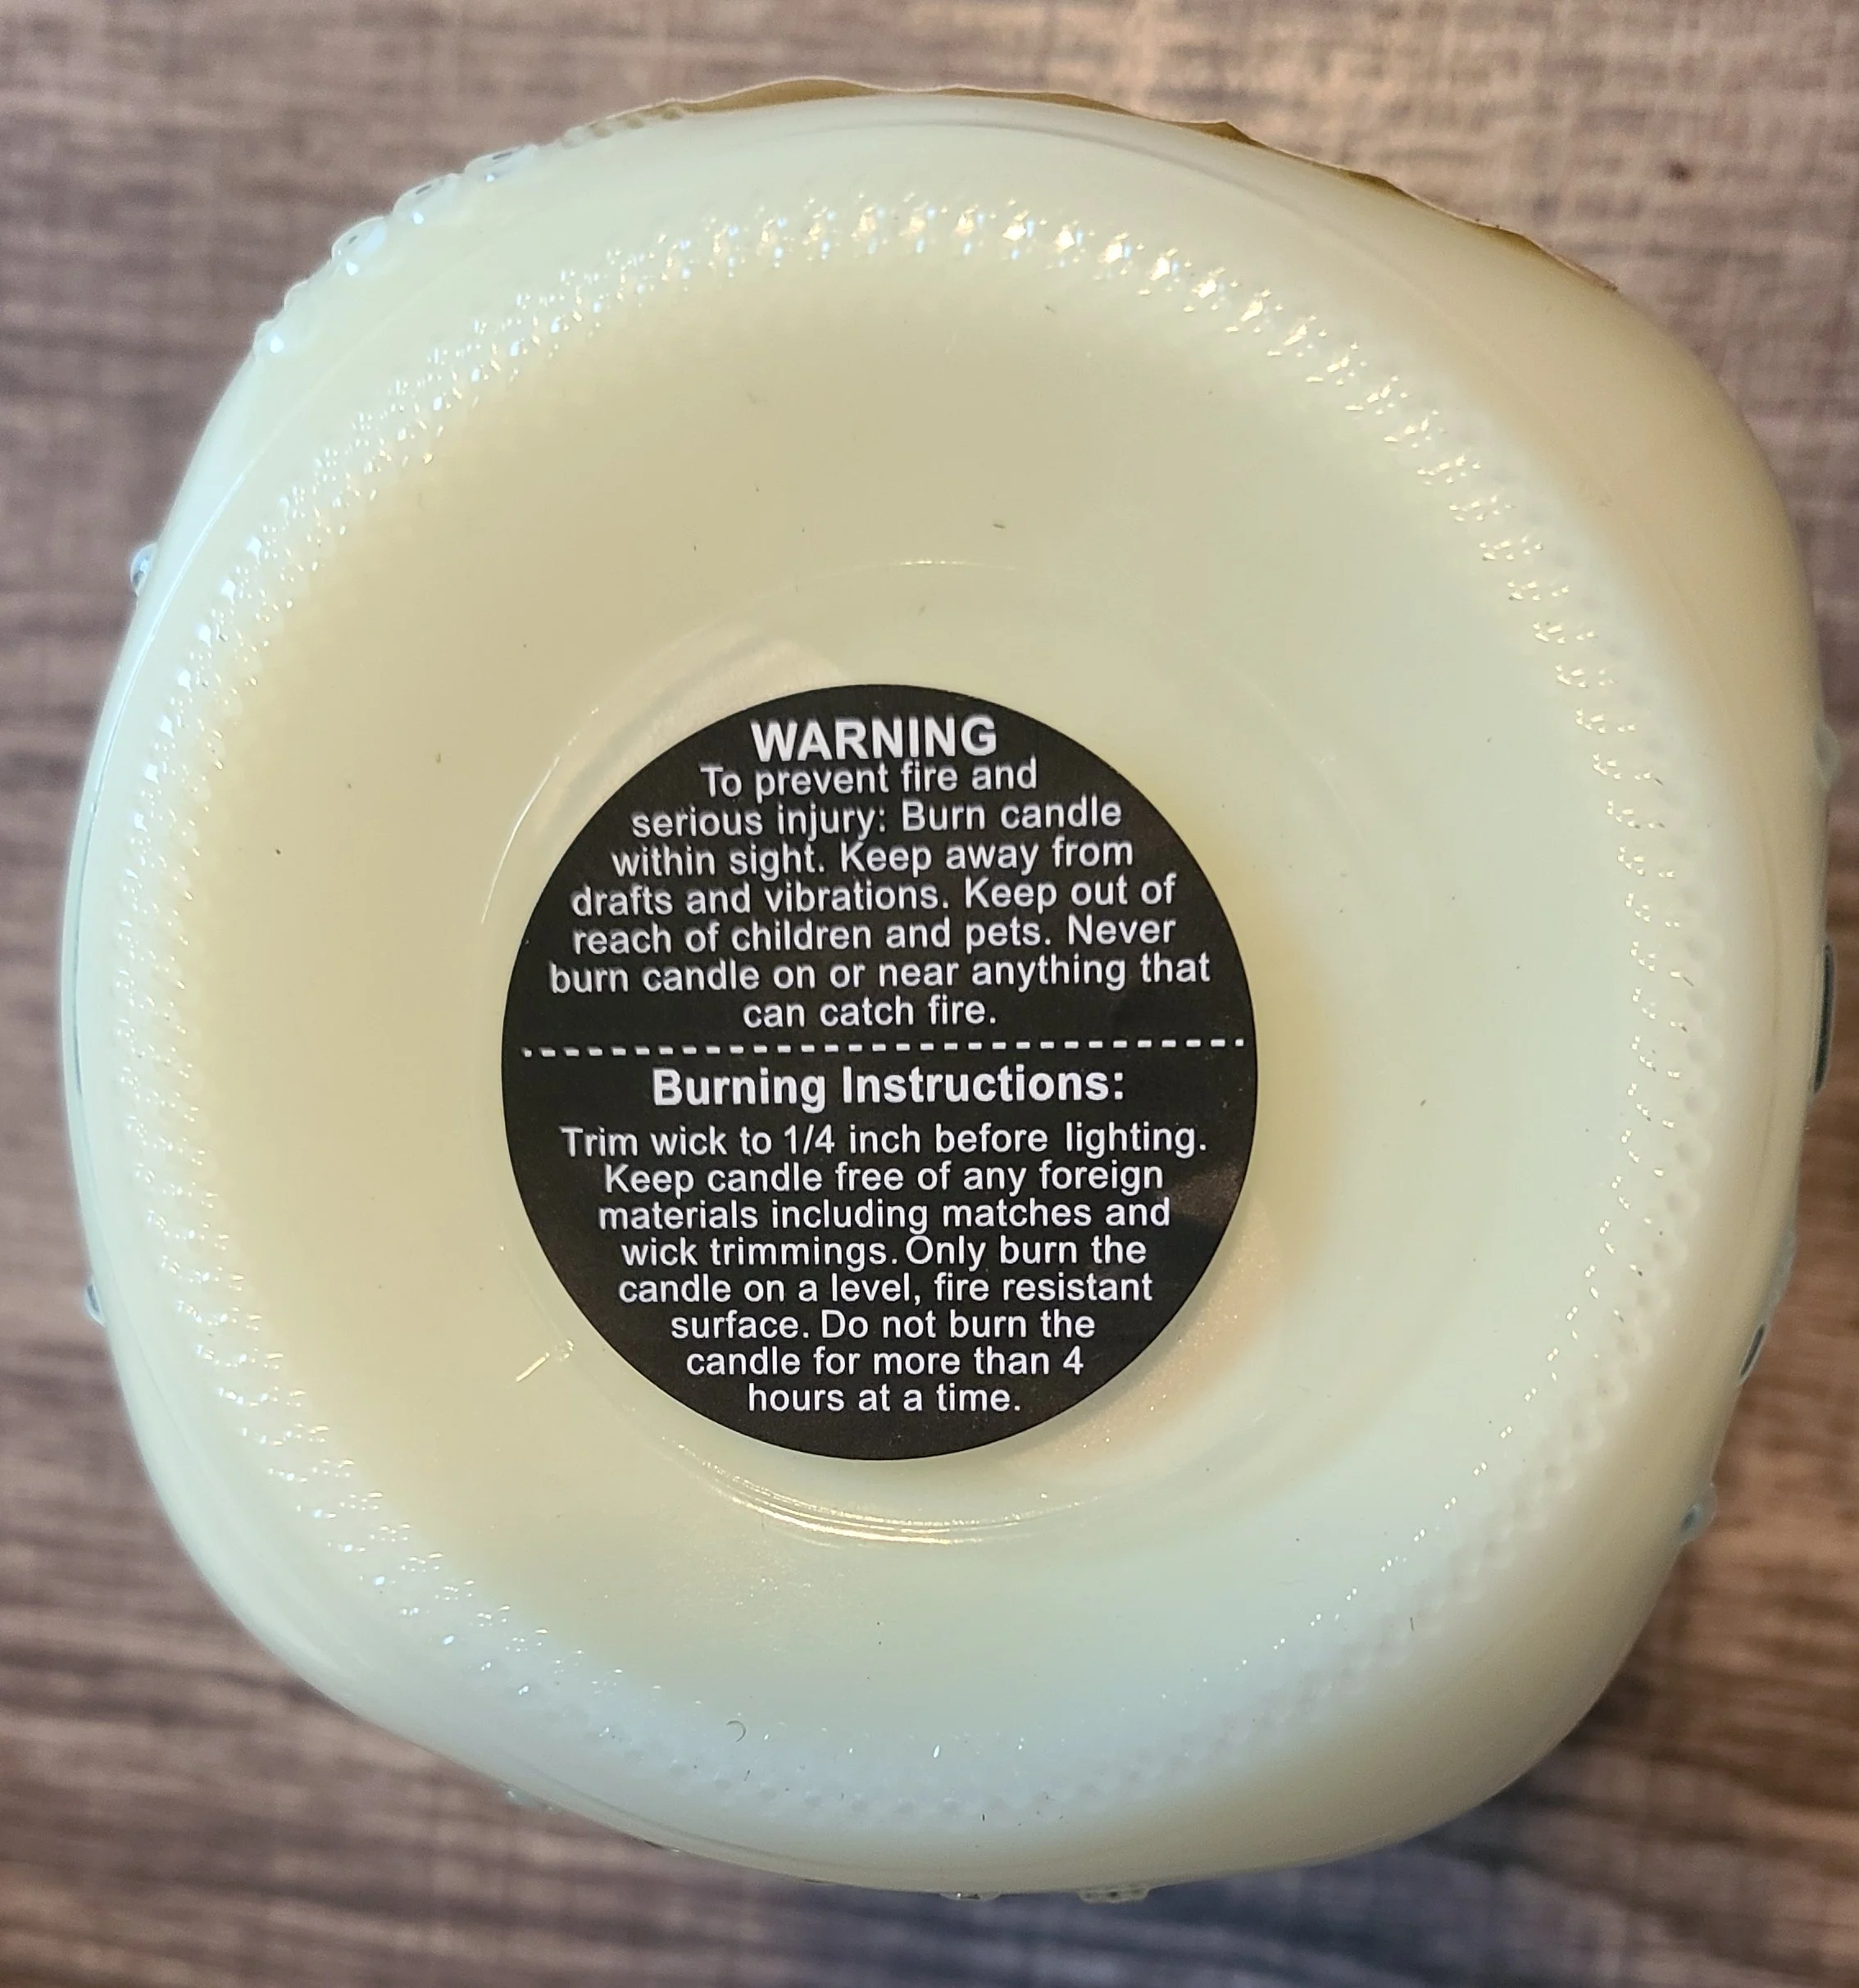 WARNING
To prevent fire and
serious injury: Burn candle
within sight. Keep away from
drafts and vibrations. Keep out of
reach of children and pets. Never
burn candle on or near anything that
can catch fire.
Burning Instructions:
Trim wick to 1/4 inch before lighting.
Keep candle free of any foreign
materials including matches and
wick trimmings. Only burn the
candle on a level, fire resistant
surface. Do not burn the
candle for more than 4
hours at a time.